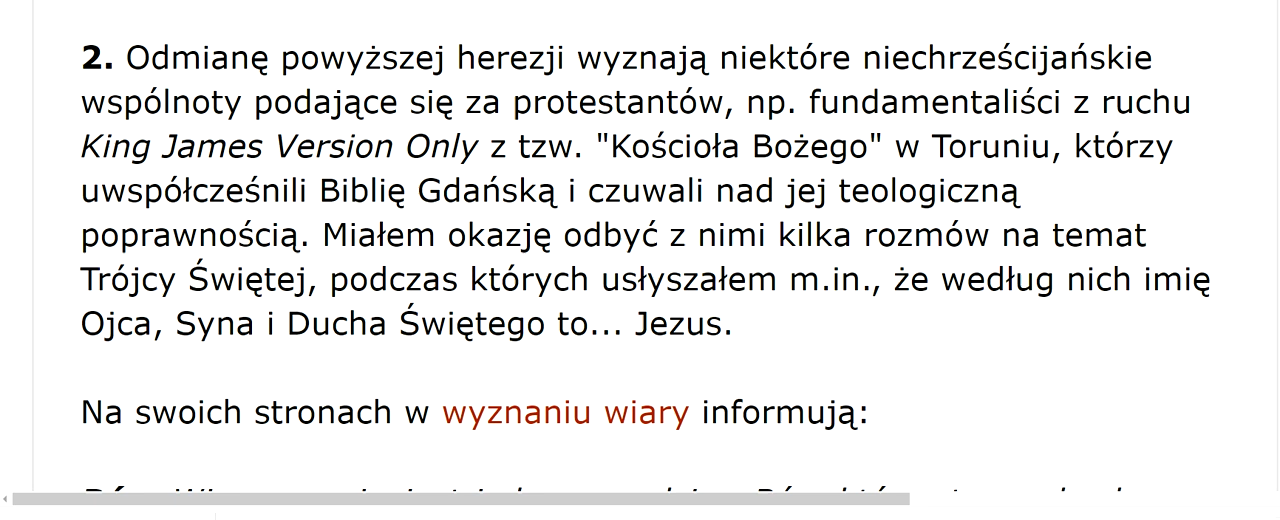 2. Odmianę powyższej herezji wyznają niektóre niechrześcijańskie
wspólnoty podające się za protestantów, np. fundamentaliści z ruchu
King James Version Only z tzw. "Kościoła Bożego" w Toruniu, którzy
uwspółcześnili Biblię Gdańską i czuwali nad jej teologiczną
poprawnością. Miałem okazję odbyć z nimi kilka rozmów na temat
Trójcy Świętej, podczas których usłyszałem m.in., że według nich imię
Ojca, Syna i Ducha Świętego to... Jezus.
Na swoich stronach w wyznaniu wiary informują: